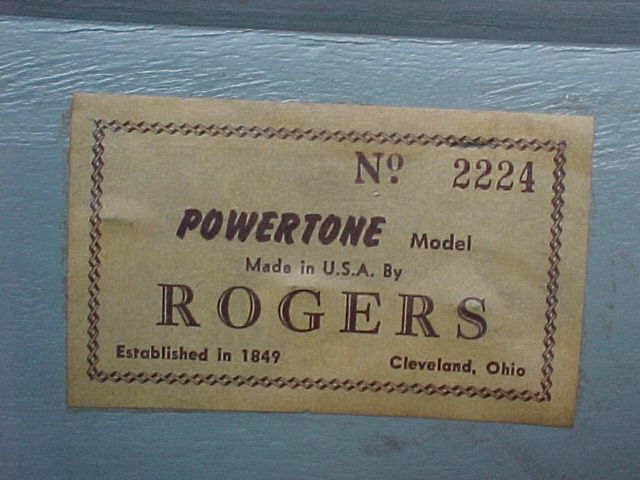 Nº 2224
POWERTONE Model
Made in U.S.A. By
ROGERS
Established in 1849 Cleveland, Ohio